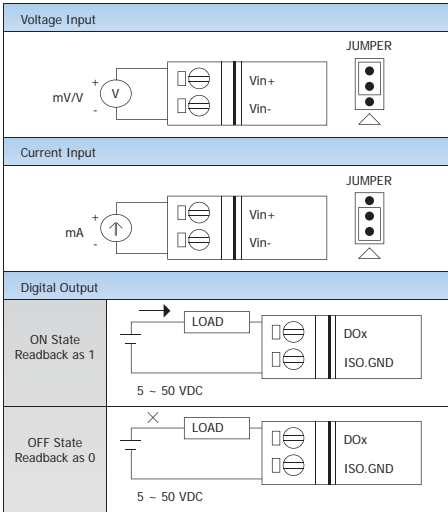 Voltage Input
JUMPER
mV/V
+
V
-
Vin+
Vin-
Current Input
JUMPER
mA
+
-
Vin+
Vin-
Digital Output
ON State
Readback as 1
LOAD
DOx
ISO.GND
5 ~ 50 VDC
OFF State
Readback as 0
LOAD
DOx
ISO.GND
5 ~ 50 VDC